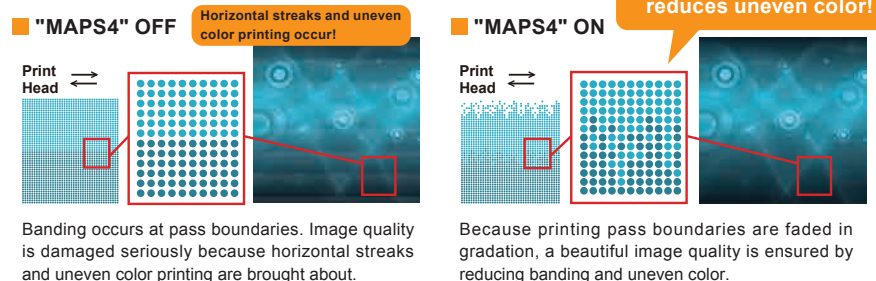 "MAPS4" OFF
Horizontal streaks and uneven
color printing occur!
Print
Head
Banding occurs at pass boundaries. Image quality
is damaged seriously because horizontal streaks
and uneven color printing are brought about.
"MAPS4" ON
reduces uneven color!
Print
Head
Because printing pass boundaries are faded in
gradation, a beautiful image quality is ensured by
reducing banding and uneven color.